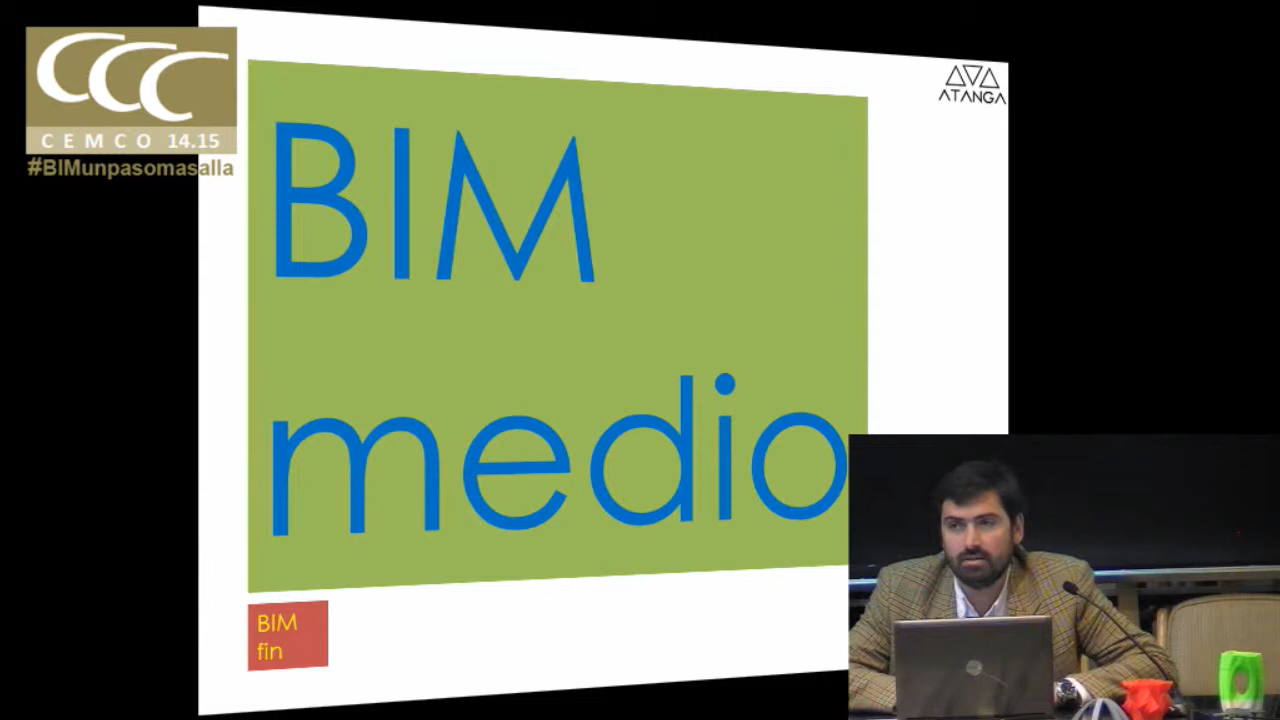 CCC
CEMCO 14.15
#BIMunpasomasalla
ATANGA
BIM
medio
BIM
fin